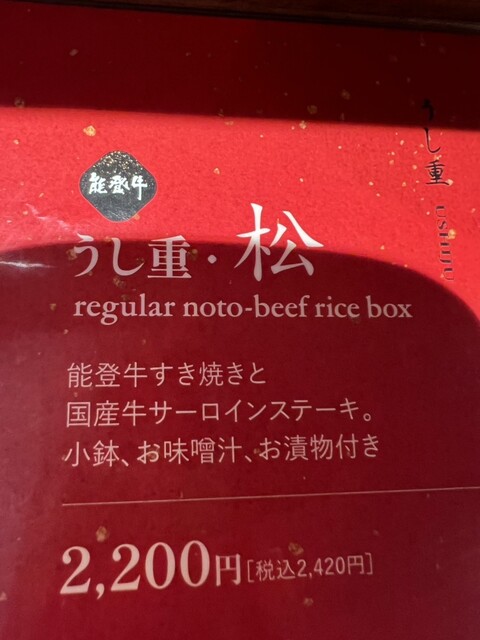 うし重 USHIJU
能登牛
うし重・松
regular noto-beef rice box
能登牛すき焼きと
国産牛サーロインステーキ。
小鉢、お味噌汁、お漬物付き
2,200円[税込2,420円]